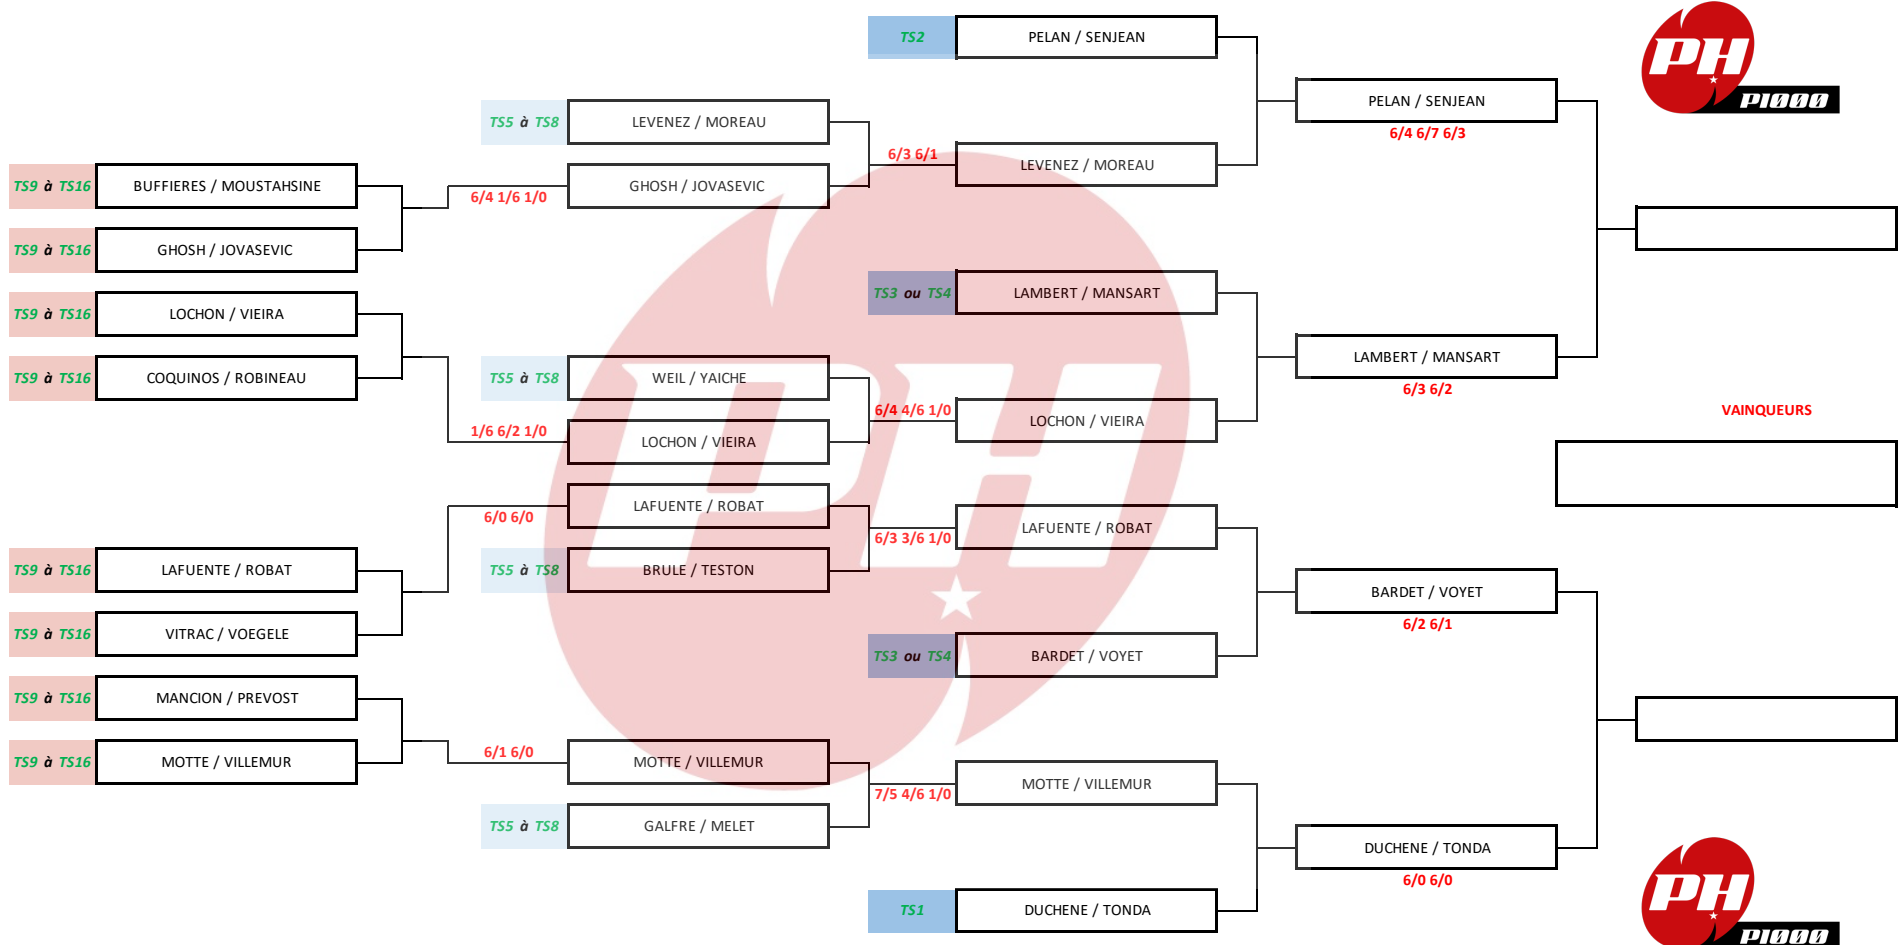 TS2 PELAN / SENJEAN
PH
P1000
PELAN / SENJEAN
6/4 6/7 6/3
TS5 à TS8 LEVENEZ / MOREAU
6/3 6/1
LEVENEZ / MOREAU
TS9 à TS16 BUFFIERES / MOUSTAHSINE
6/4 1/6 1/0
GHOSH / JOVASEVIC
TS9 à TS16 GHOSH / JOVASEVIC
TS3 ou TS4 LAMBERT / MANSART
TS9 à TS16 LOCHON / VIEIRA
LAMBERT / MANSART
6/3 6/2
TS9 à TS16 COQUINOS / ROBINEAU
TS5 à TS8 WEIL / YAICHE
6/4 4/6 1/0
LOCHON / VIEIRA
VAINQUEURS
1/6 6/2 1/0
LOCHON / VIEIRA
PH
6/0 6/0
LAFUENTE / ROBAT
6/3 3/6 1/0
LAFUENTE / ROBAT
TS9 à TS16 LAFUENTE / ROBAT
TS5 à TS8 BRULE / TESTON
BARDET / VOYET
6/2 6/1
TS9 à TS16 VITRAC / VOEGELE
TS3 ou TS4 BARDET / VOYET
TS9 à TS16 MANCION / PREVOST
TS9 à TS16 MOTTE / VILLEMUR
6/1 6/0
MOTTE / VILLEMUR
7/5 4/6 1/0
MOTTE / VILLEMUR
TS5 à TS8 GALFRE / MELET
DUCHENE / TONDA
6/0 6/0
TS1 DUCHENE / TONDA
PH
P1000